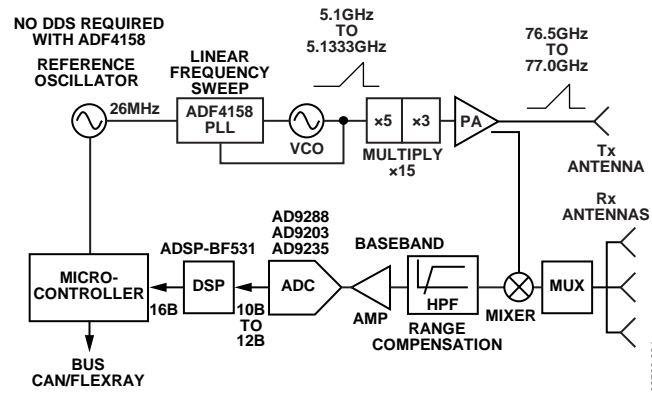 NO DDS REQUIRED
WITH ADF4158
REFERENCE
OSCILLATOR
26MHz
LINEAR
FREQUENCY
SWEEP
ADF4158
PLL
VCO
5.1GHz
TO
5.1333GHz
×5
×3
MULTIPLY
×15
PA
76.5GHz
TO
77.0GHz
Tx
ANTENNA
Rx
ANTENNAS
MICRO-
CONTROLLER
16B
BUS
CAN/FLEXRAY
ADSP-BF531
DSP
10B
TO
12B
AD9288
AD9203
AD9235
ADC
AMP
BASEBAND
HPF
RANGE
COMPENSATION
MIXER
MUX